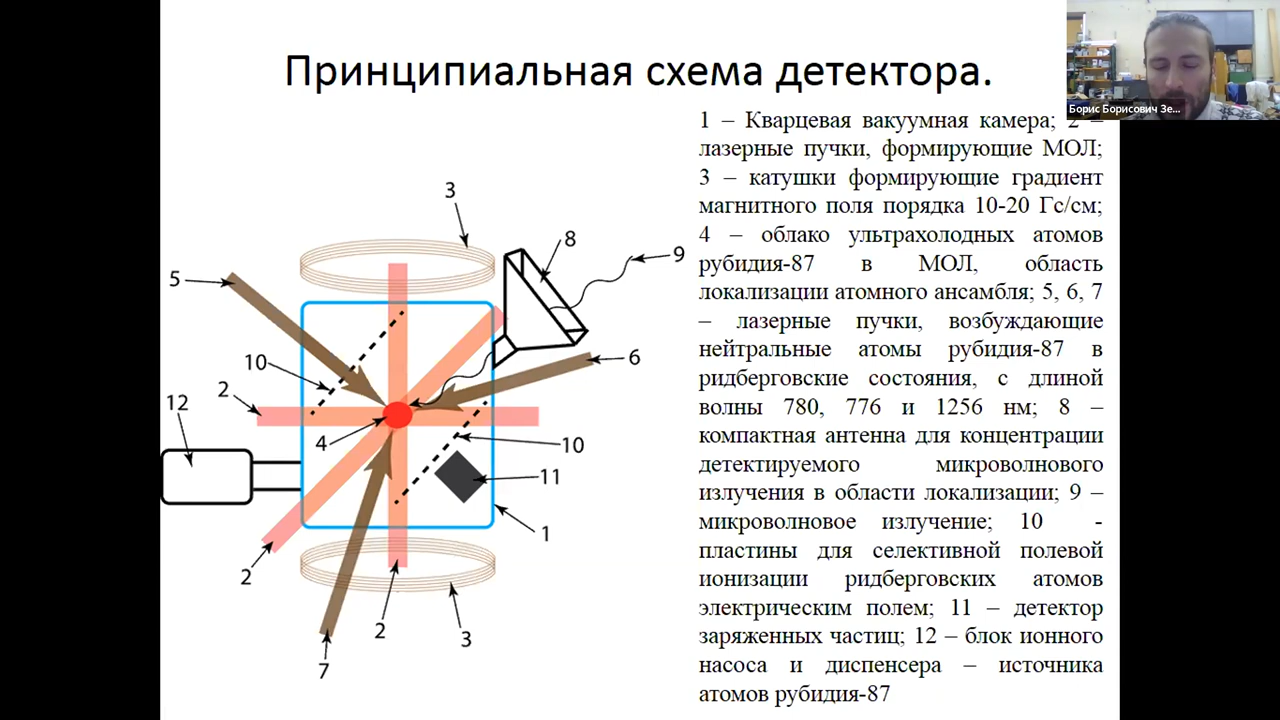 Принципиальная схема детектора.
Борис Борисович Зе...
1 – Кварцевая вакуумная камера; 2 –
лазерные пучки, формирующие МОЛ;
3 – катушки формирующие градиент
магнитного поля порядка 10-20 Гс/см;
4 – облако ультрахолодных атомов
рубидия-87 в МОЛ, область
локализации атомного ансамбля; 5, 6, 7
– лазерные пучки, возбуждающие
нейтральные атомы рубидия-87 в
ридберговские состояния, с длиной
волны 780, 776 и 1256 нм; 8 –
компактная антенна для концентрации
детектируемого микроволнового
излучения в области локализации; 9 –
микроволновое излучение; 10 -
пластины для селективной полевой
ионизации ридберговских атомов
электрическим полем; 11 – детектор
заряженных частиц; 12 – блок ионного
насоса и диспенсера – источника
атомов рубидия-87
3
8
9
5
6
10
2
12
4
10
11
1
2
2
3
7